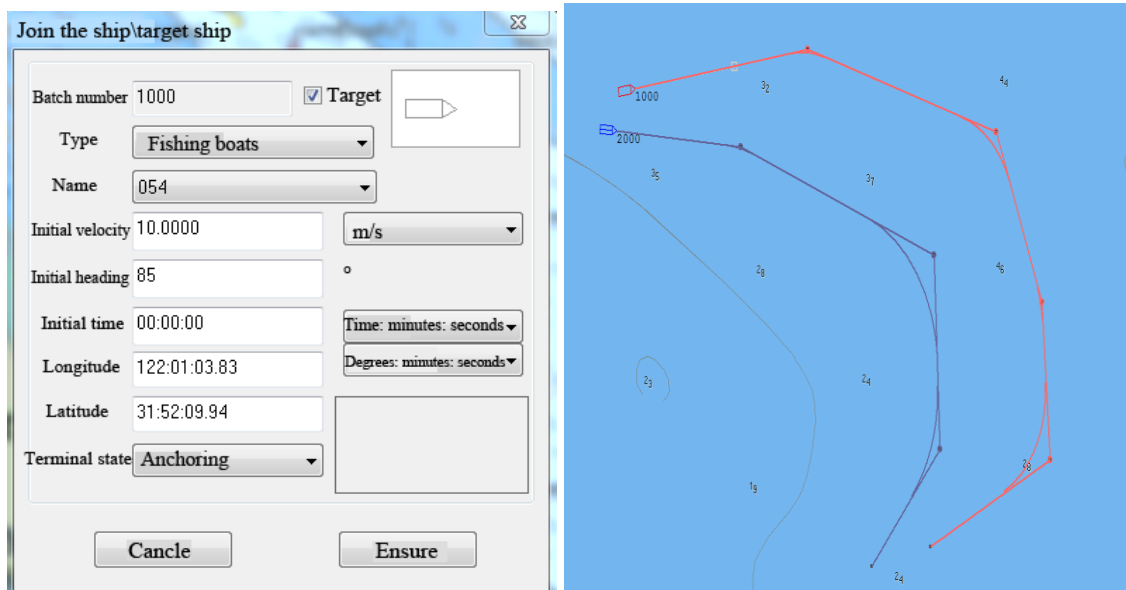 Join the ship\target ship
Batch number 1000 Target
Type Fishing boats
Name 054
Initial velocity 10.0000 m/s
Initial heading 85 °
Initial time 00:00:00 Time: minutes: seconds
Longitude 122:01:03.83 Degrees: minutes: seconds
Latitude 31:52:09.94
Terminal state Anchoring
Cancle Ensure
1000
2000
32
44
35
37
28
46
23
24
28
19
24